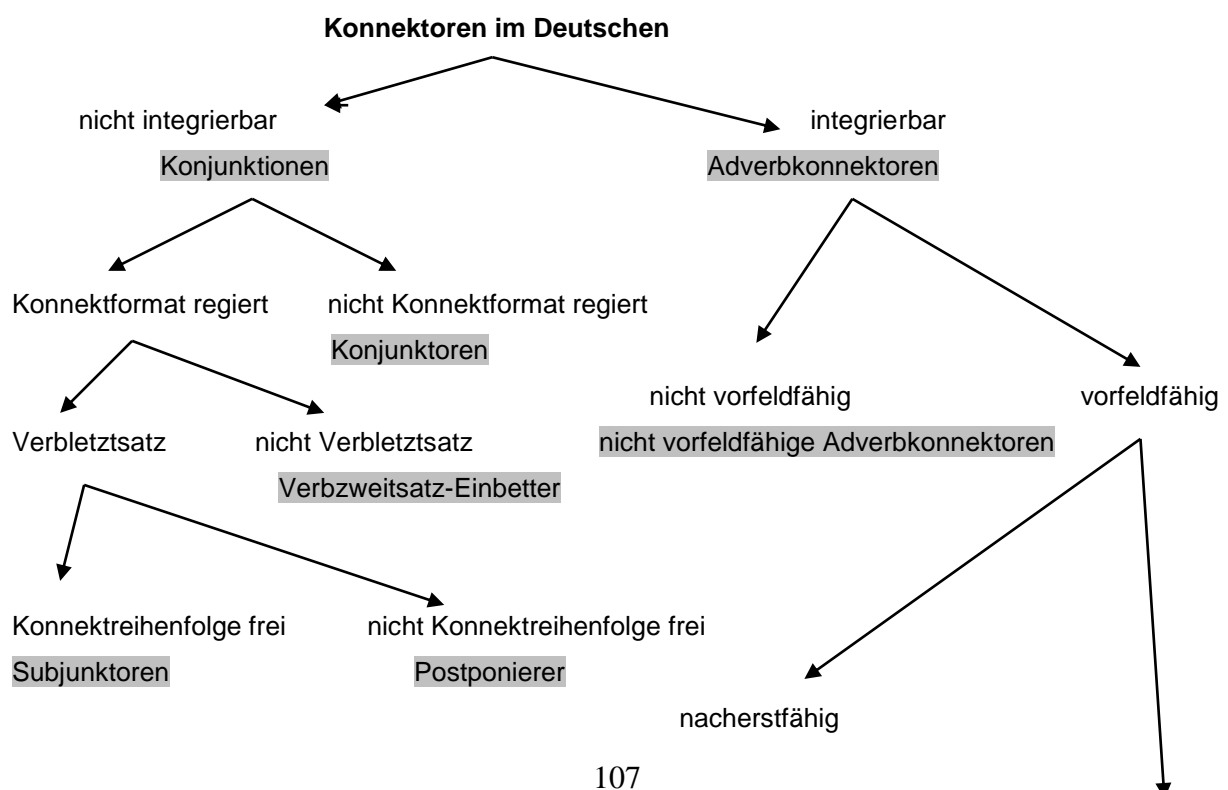 Konnektoren im Deutschen
nicht integrierbar integrierbar
Konjunktionen Adverbkonnektoren
Konnektformat regiert nicht Konnektformat regiert
Konjunktoren
nicht vorfeldfähig vorfeldfähig
Verbletztsatz nicht Verbletztsatz nicht vorfeldfähige Adverbkonnektoren
Verbzweitsatz-Einbetter
Konnektreihenfolge frei nicht Konnektreihenfolge frei
Subjunktoren Postponierer
nacherstfähig
107